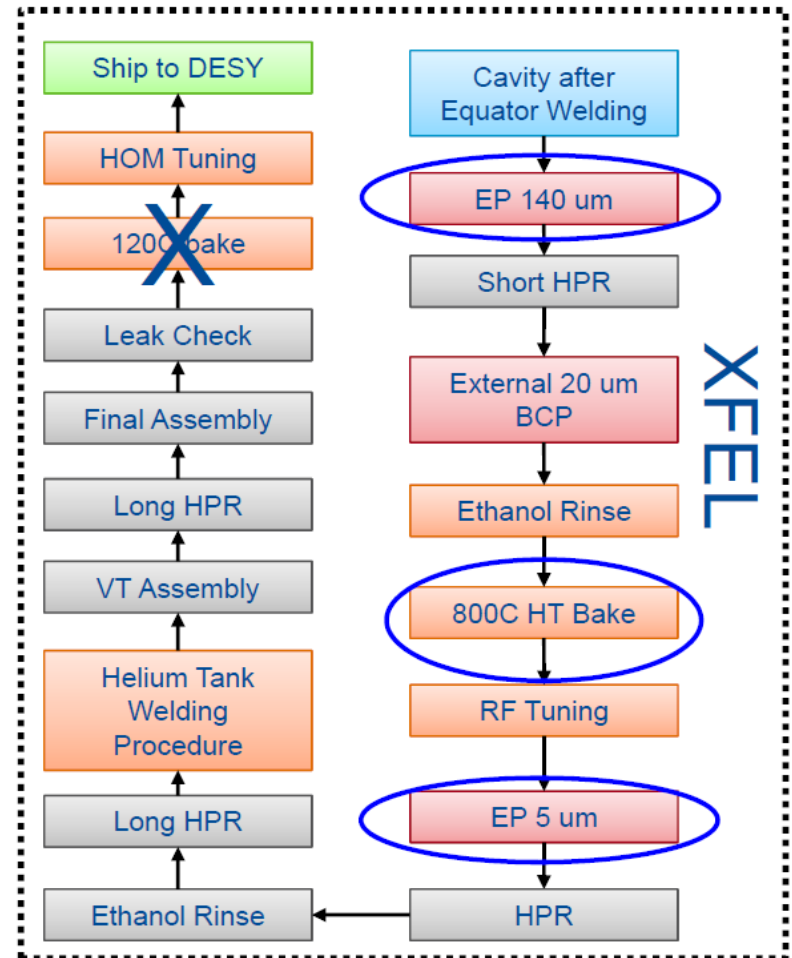 Ship to DESY
HOM Tuning
120C bake
X
Leak Check
Final Assembly
Long HPR
VT Assembly
Helium Tank
Welding
Procedure
Long HPR
Ethanol Rinse
Cavity after
Equator Welding
EP 140 um
Short HPR
External 20 um
BCP
Ethanol Rinse
800C HT Bake
RF Tuning
EP 5 um
HPR
XFEL